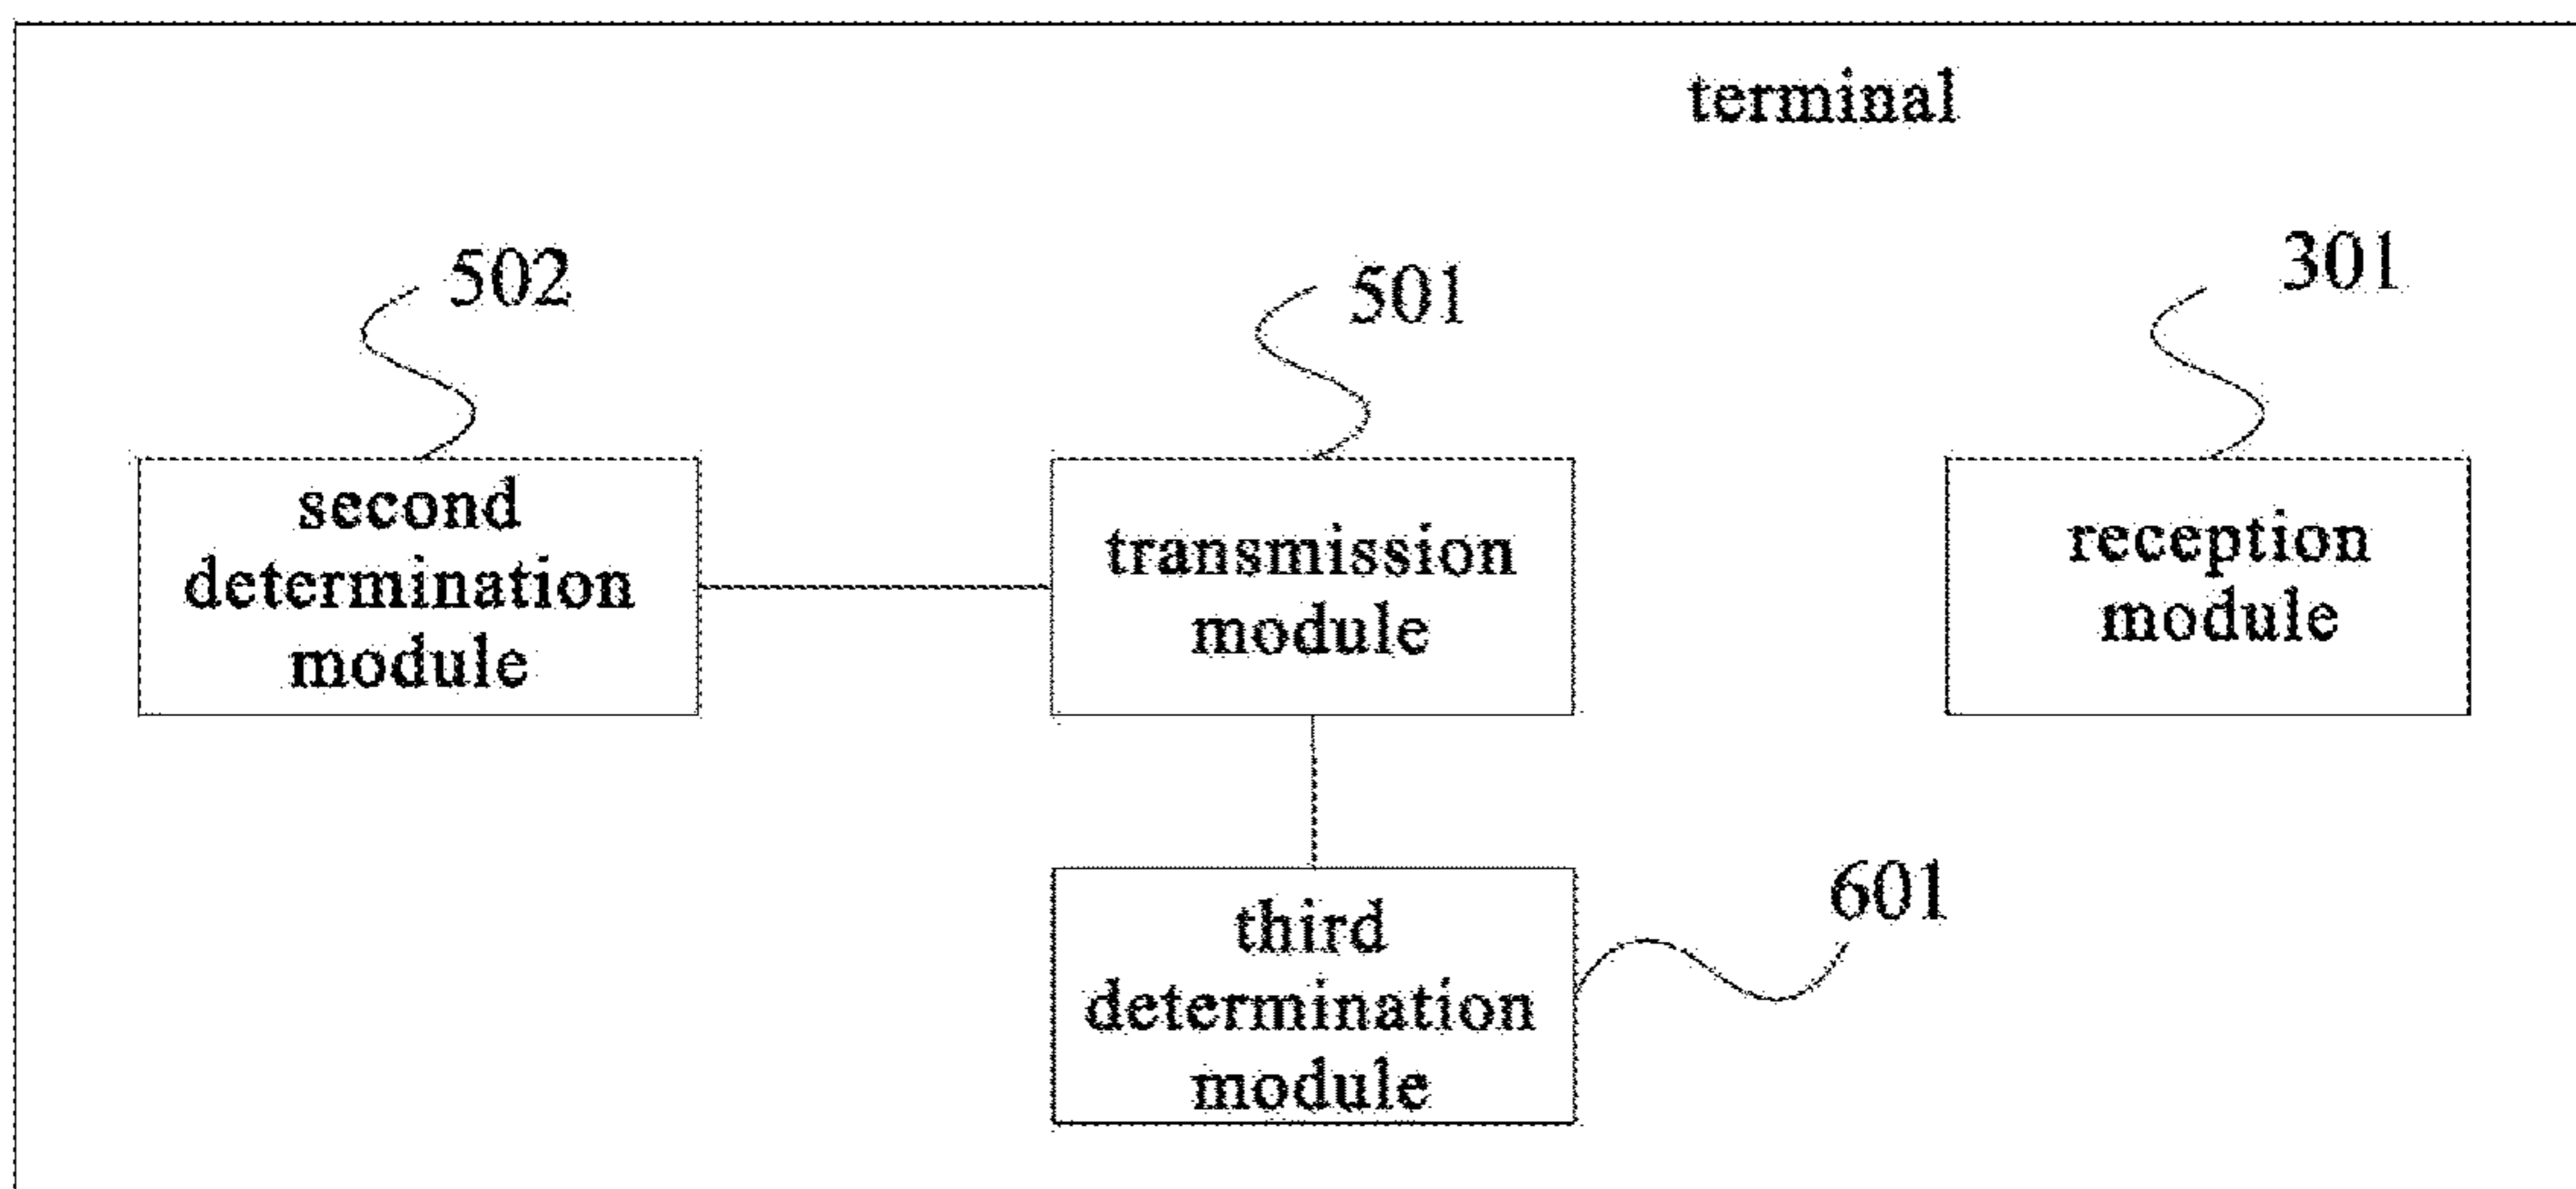 terminal
502
501
301
second
determination
module
transmission
module
reception
module
601
third
determination
module